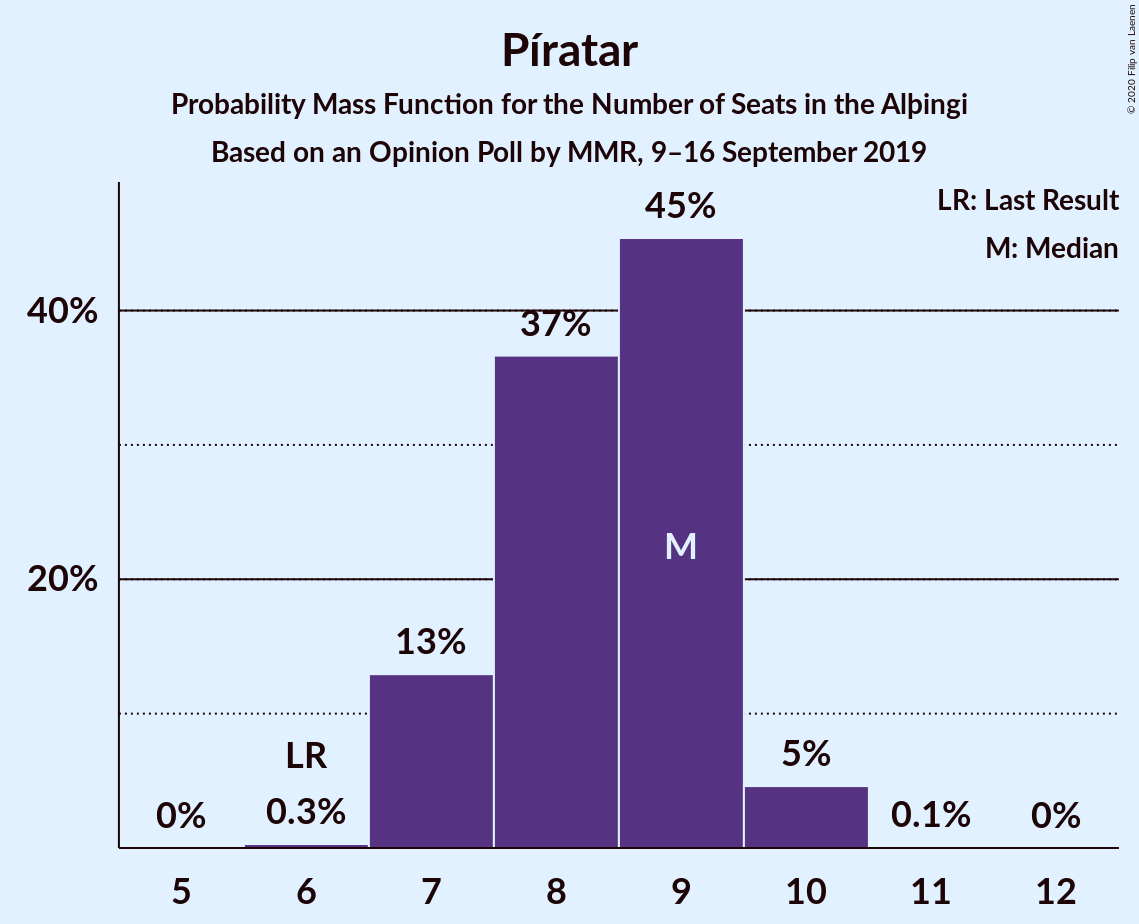 Píratar
Probability Mass Function for the Number of Seats in the Alþingi
Based on an Opinion Poll by MMR, 9–16 September 2019
© 2020 Filip van Laenen
LR: Last Result
M: Median
45%
40%
37%
M
20%
13%
LR
5%
0%
0.3%
0.1%
0%
5
6
7
8
9
10
11
12